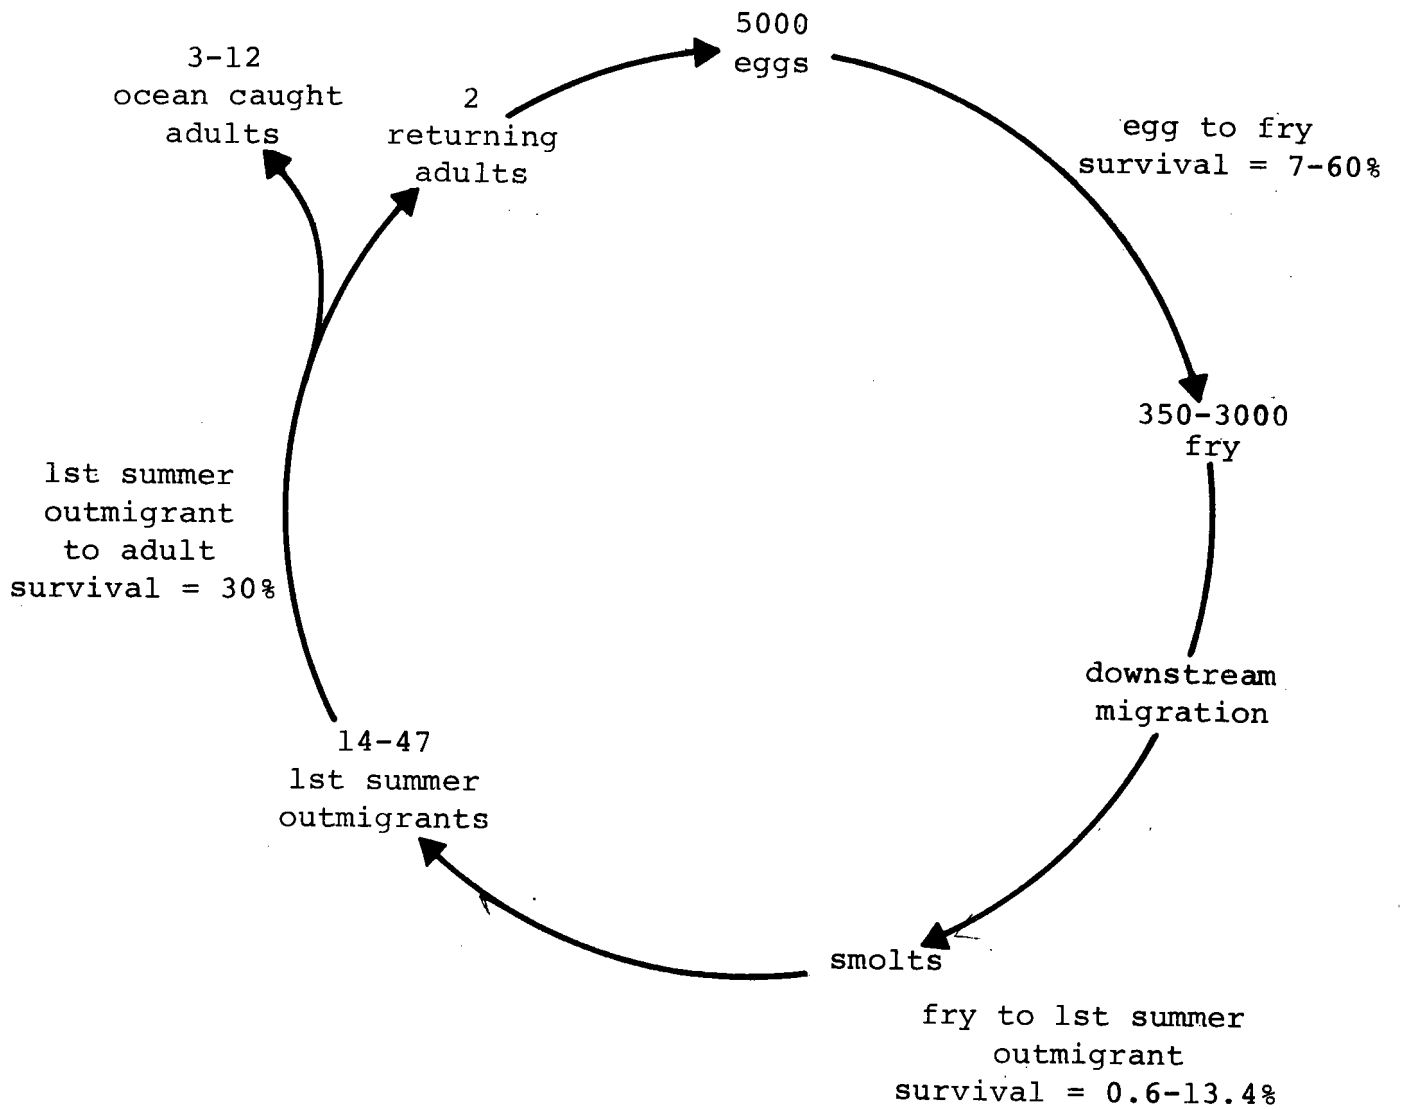 5000
eggs
egg to fry
survival = 7-60%
350-3000
fry
downstream
migration
smolts
fry to 1st summer
outmigrant
survival = 0.6-13.4%
14-47
1st summer
outmigrants
1st summer
outmigrant
to adult
survival = 30%
3-12
ocean caught
adults
2
returning
adults